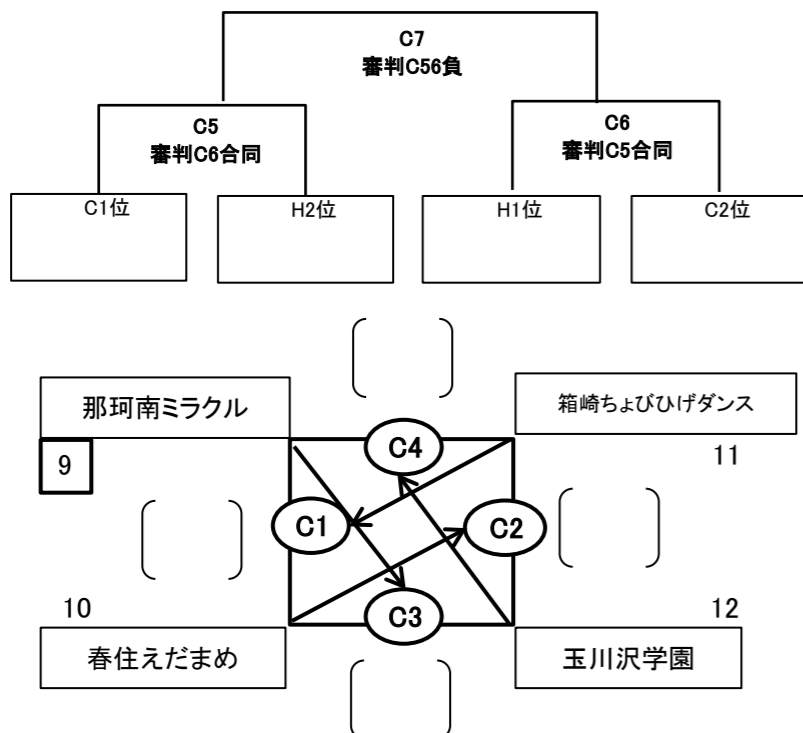 C7
審判C56負
C5
審判C6合同
C6
審判C5合同
C1位
H2位
H1位
C2位
那珂南ミラクル
箱崎ちょびひげダンス
9
C4
11
C1
C2
10
C3
12
春住えだまめ
玉川沢学園